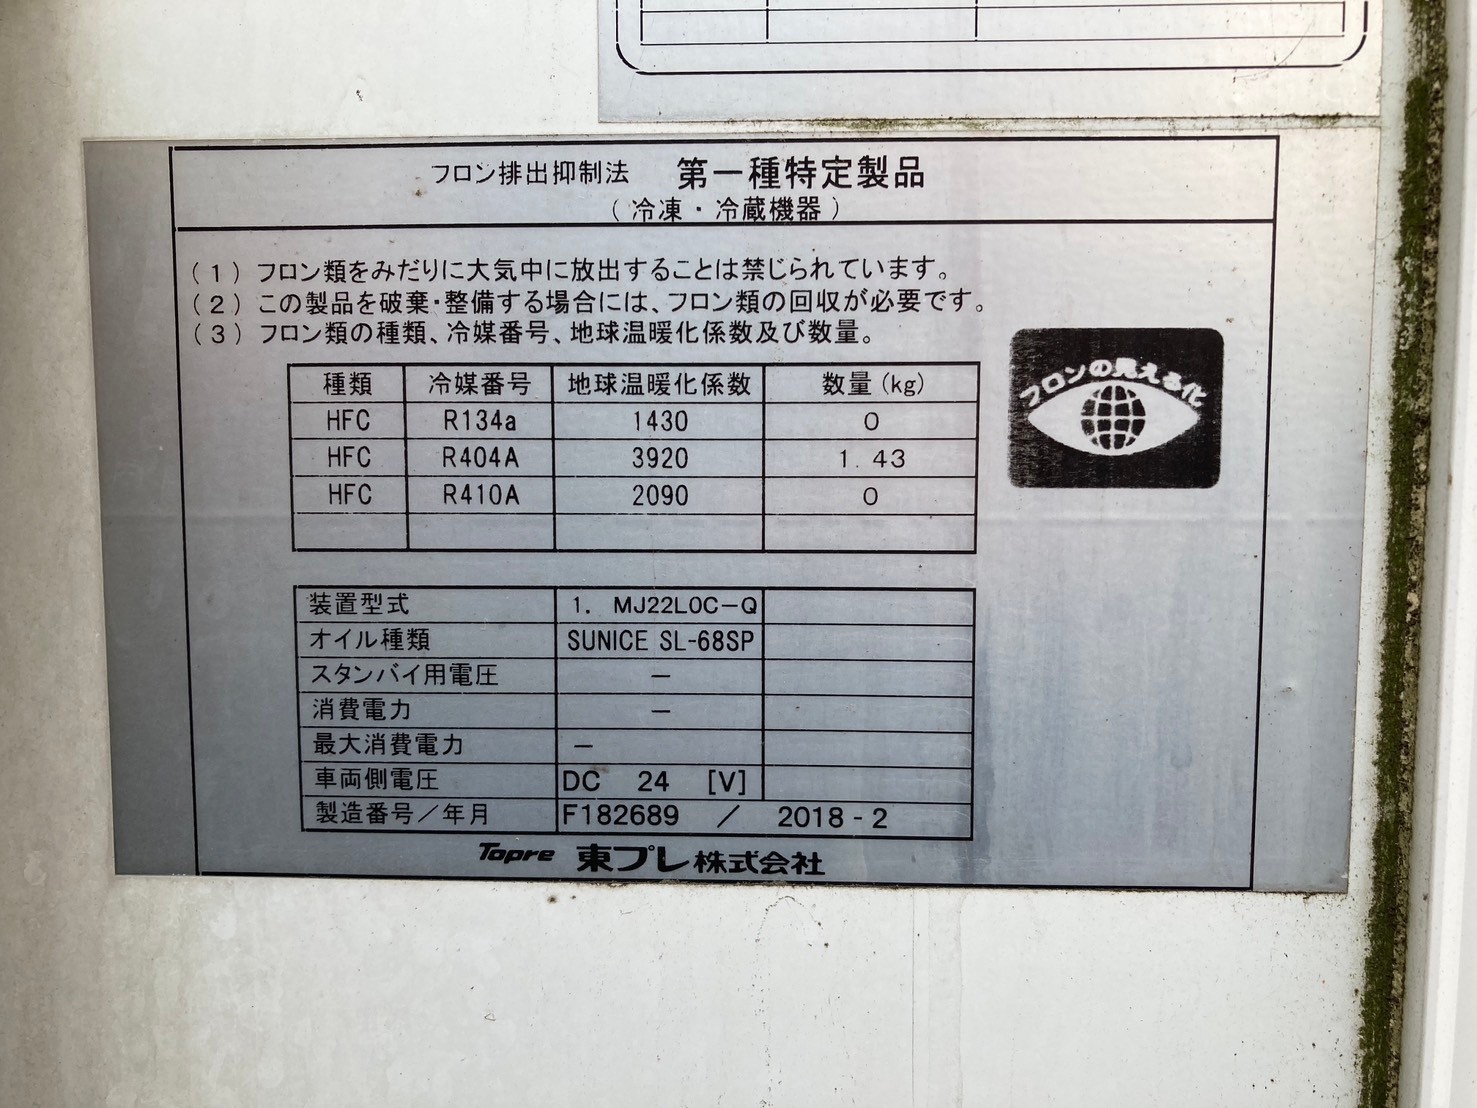 フロン排出抑制法 第一種特定製品
(冷凍・冷蔵機器)
(1)フロン類をみだりに大気中に放出することは禁じられています。
(2)この製品を破棄・整備する場合には、フロン類の回収が必要です。
(3)フロン類の種類、冷媒番号、地球温暖化係数及び数量。
種類 冷媒番号 地球温暖化係数 数量(kg)
HFC R134a 1430 0
HFC R404A 3920 1.43
HFC R410A 2090 0
フロンの見える化
装置型式 1. MJ22L0C-Q
オイル種類 SUNICE SL-68SP
スタンバイ用電圧 -
消費電力 -
最大消費電力 -
車両側電圧 DC 24 [V]
製造番号/年月 F182689 / 2018-2
Topre 東プレ株式会社